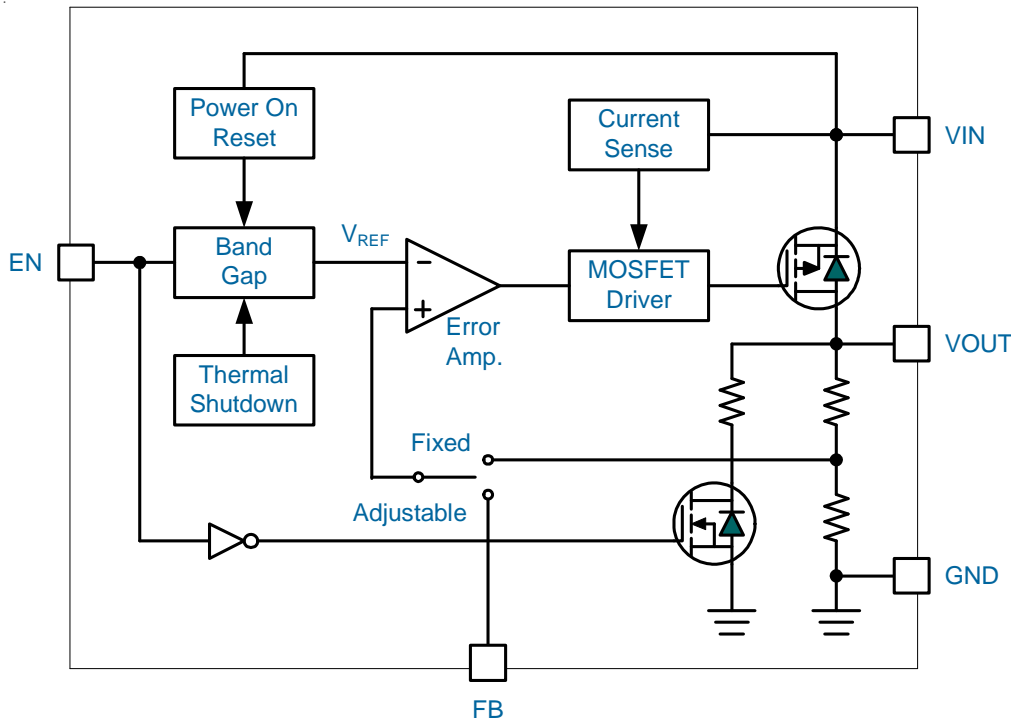 Power On
Reset
Current
Sense
VIN
EN
Band
Gap
VREF
−
+
MOSFET
Driver
Error
Amp.
VOUT
Thermal
Shutdown
Fixed
Adjustable
GND
FB